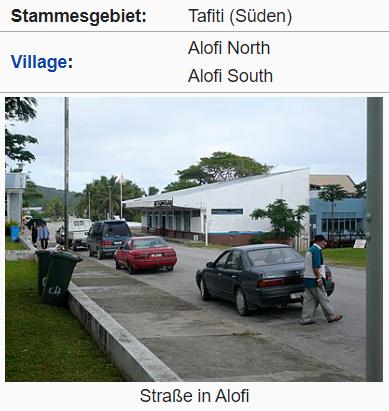 Stammesgebiet: Tafiti (Süden)
Village: Alofi North
Alofi South
Straße in Alofi